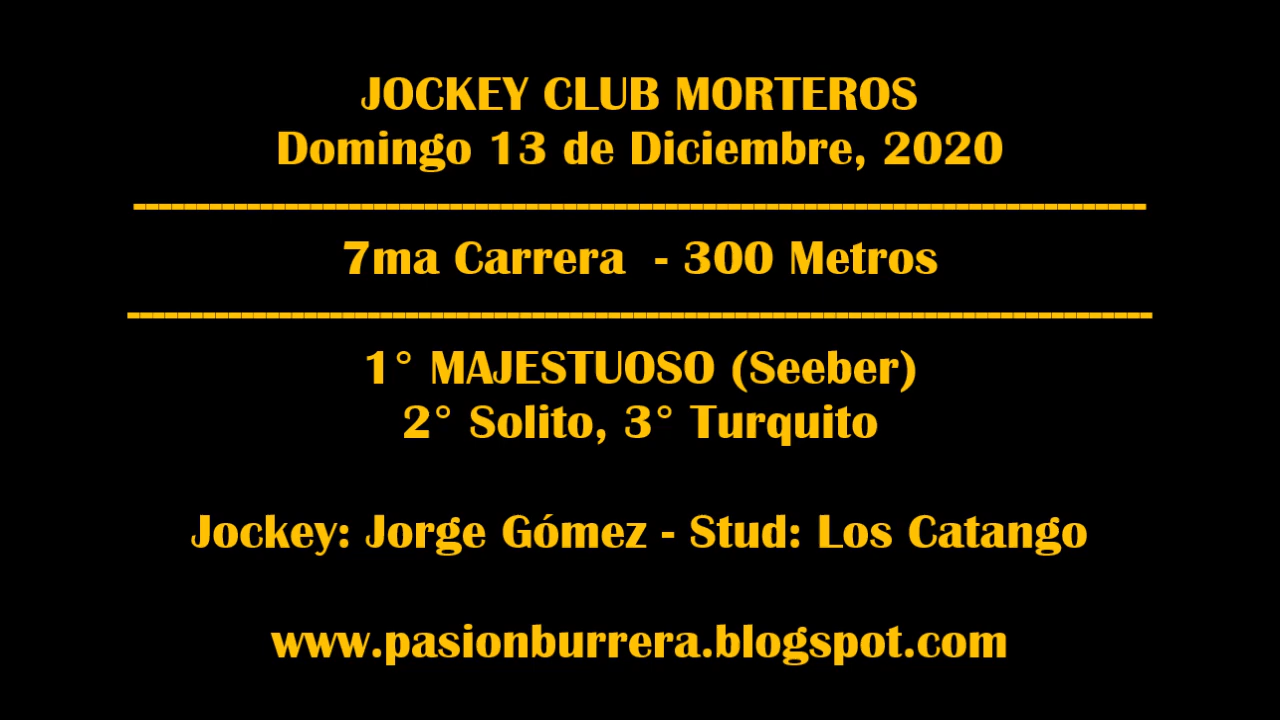 JOCKEY CLUB MORTEROS
Domingo 13 de Diciembre, 2020
--------------------------------------------------------------------------------
7ma Carrera - 300 Metros
---------------------------------------------------------------------------------
1° MAJESTUOSO (Seeber)
2° Solito, 3° Turquito
Jockey: Jorge Gómez - Stud: Los Catango
www.pasionburrera.blogspot.com